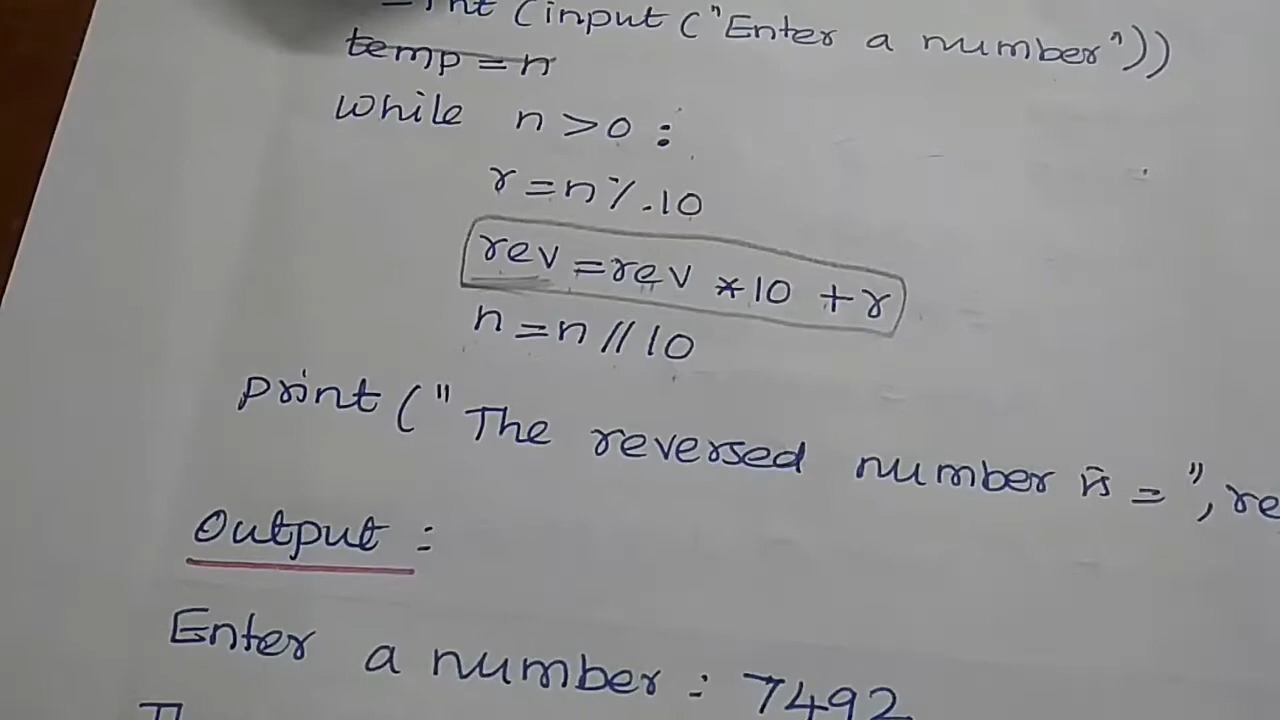 =int (input ("Enter a number"))
temp = n
while n>0 :
r = n % 10
rev = rev * 10 + r
n = n // 10
print ("The reversed number is = ", re
Output :
Enter a number : 7492